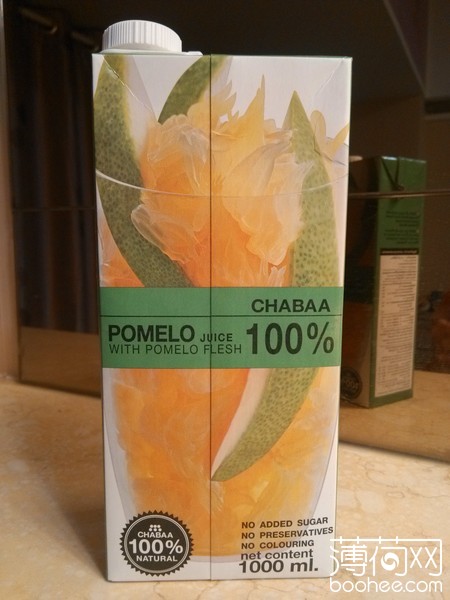 CHABAA
POMELO JUICE 100%
WITH POMELO FLESH
NO ADDED SUGAR
NO PRESERVATIVES
NO COLOURING
net content
1000 ml.
CHABAA
100%
NATURAL
薄荷网
boohee.com